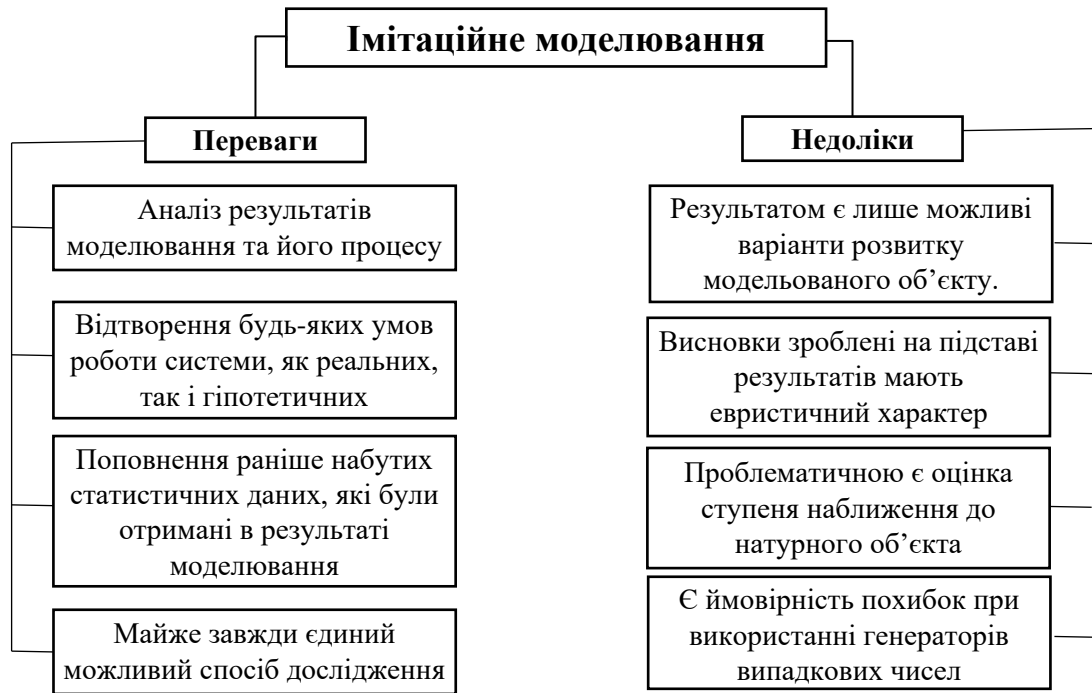 Імітаційне моделювання
Переваги
Аналіз результатів
моделювання та його процесу
Відтворення будь-яких умов
роботи системи, як реальних,
так і гіпотетичних
Поповнення раніше набутих
статистичних даних, які були
отримані в результаті
моделювання
Майже завжди єдиний
можливий спосіб дослідження
Недоліки
Результатом є лише можливі
варіанти розвитку
модельованого об’єкту.
Висновки зроблені на підставі
результатів мають
евристичний характер
Проблематичною є оцінка
ступеня наближення до
натурного об’єкта
Є ймовірність похибок при
використанні генераторів
випадкових чисел